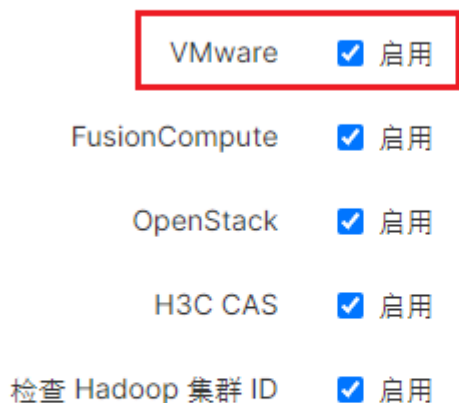 VMware 启用
FusionCompute 启用
OpenStack 启用
H3C CAS 启用
检查 Hadoop 集群 ID 启用